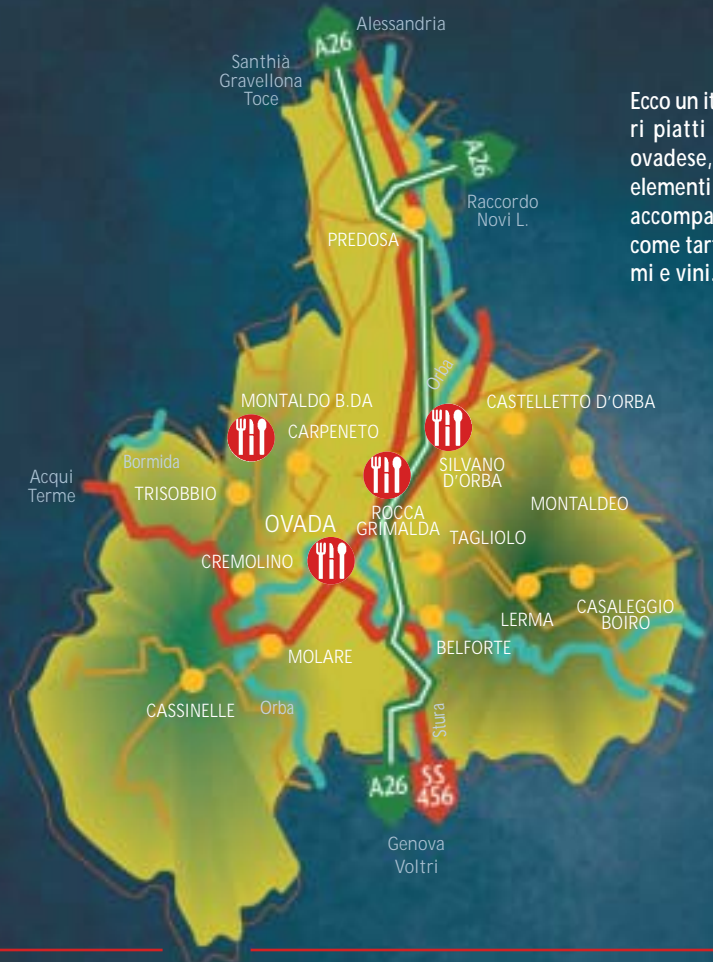 A26
Alessandria
Santhià
Gravellona
Toce
A26
Raccordo
Novi L.
Ecco un it
ri piatti
ovadese,
elementi
accompa
come tar
mi e vini.
PREDOSA
Orba
MONTALDO B.DA
CASTELLETTO D'ORBA
CARPENETO
Bormida
Acqui
Terme
TRISOBBIO
SILVANO
D'ORBA
MONTALDEO
ROCCA
GRIMALDA
OVADA
TAGLIOLO
CREMOLINO
LERMA
CASALEGGIO
BOIRO
BELFORTE
MOLARE
CASSINELLE
Orba
Stura
A26
SS
456
Genova
Voltri